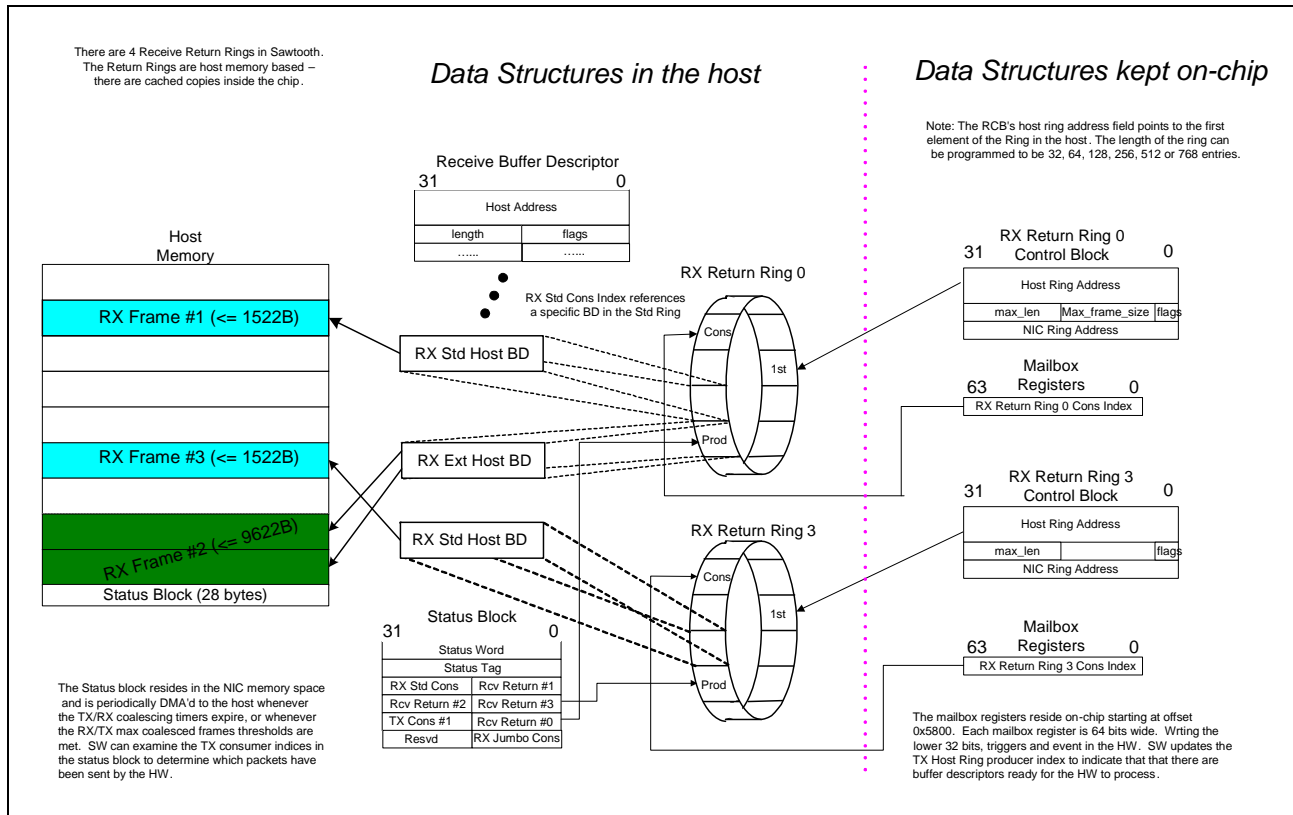 There are 4 Receive Return Rings in Sawtooth.
The Return Rings are host memory based –
there are cached copies inside the chip.
Data Structures in the host
Data Structures kept on-chip
Note: The RCB's host ring address field points to the first
element of the Ring in the host. The length of the ring can
be programmed to be 32, 64, 128, 256, 512 or 768 entries.
Receive Buffer Descriptor
31 0
Host Address
length flags
…... …...
Host
Memory
RX Frame #1 (<= 1522B)
RX Frame #3 (<= 1522B)
RX Frame #2 (<= 9622B)
Status Block (28 bytes)
RX Std Cons Index references
a specific BD in the Std Ring
RX Std Host BD
RX Ext Host BD
RX Std Host BD
RX Return Ring 0
Cons
1st
Prod
RX Return Ring 3
Cons
1st
Prod
RX Return Ring 0
31 Control Block 0
Host Ring Address
max_len Max_frame_size flags
NIC Ring Address
Mailbox
63 Registers 0
RX Return Ring 0 Cons Index
RX Return Ring 3
31 Control Block 0
Host Ring Address
max_len flags
NIC Ring Address
Mailbox
63 Registers 0
RX Return Ring 3 Cons Index
Status Block
31 0
Status Word
Status Tag
RX Std Cons Rcv Return #1
Rcv Return #2 Rcv Return #3
TX Cons #1 Rcv Return #0
Resvd RX Jumbo Cons
The Status block resides in the NIC memory space
and is periodically DMA'd to the host whenever
the TX/RX coalescing timers expire, or whenever
the RX/TX max coalesced frames thresholds are
met. SW can examine the TX consumer indices in
the status block to determine which packets have
been sent by the HW.
The mailbox registers reside on-chip starting at offset
0x5800. Each mailbox register is 64 bits wide. Wrting the
lower 32 bits, triggers and event in the HW. SW updates the
TX Host Ring producer index to indicate that that there are
buffer descriptors ready for the HW to process.